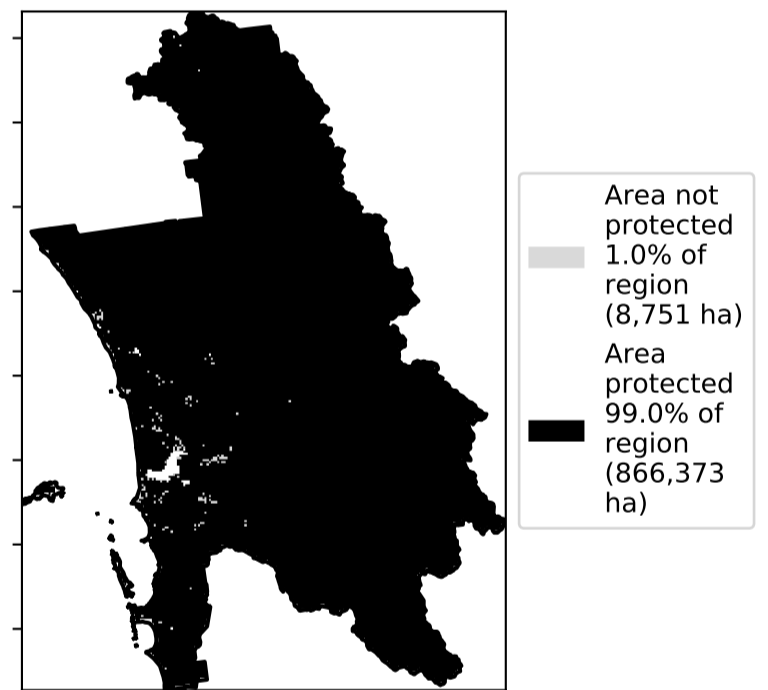 Area not
protected
1.0% of
region
(8,751 ha)
Area
protected
99.0% of
region
(866,373
ha)